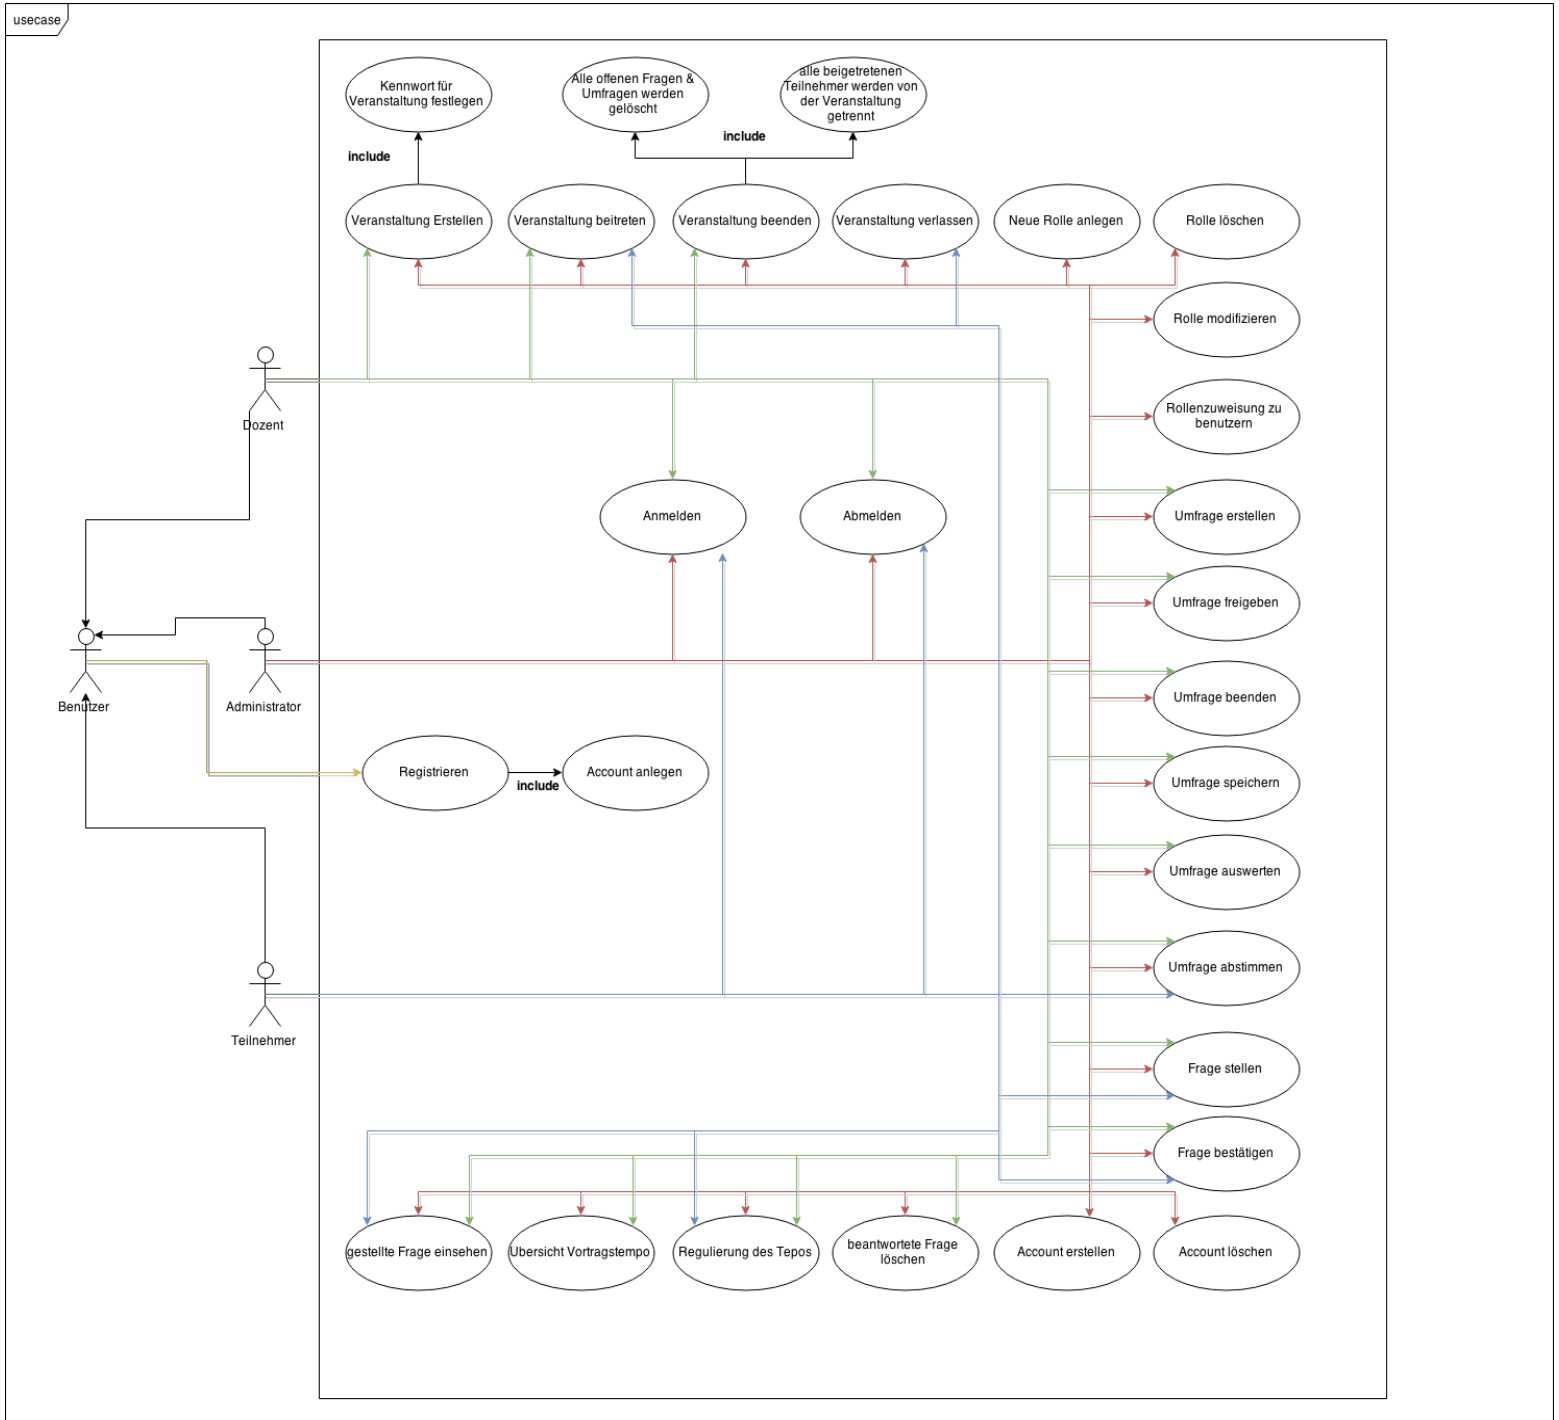 usecase
Kennwort für
Veranstaltung festlegen
Alle offenen Fragen &
Umfragen werden
gelöscht
alle beigetretenen
Teilnehmer werden von
der Veranstaltung
getrennt
include
include
Veranstaltung Erstellen
Veranstaltung beitreten
Veranstaltung beenden
Veranstaltung verlassen
Neue Rolle anlegen
Rolle löschen
Rolle modifizieren
Dozent
Rollenzuweisung zu
benutzern
Anmelden
Abmelden
Umfrage erstellen
Umfrage freigeben
Benutzer
Administrator
Umfrage beenden
Registrieren
include
Account anlegen
Umfrage speichern
Umfrage auswerten
Umfrage abstimmen
Teilnehmer
Frage stellen
Frage bestätigen
gestellte Frage einsehen
Übersicht Vortragstempo
Regulierung des Tepos
beantwortete Frage
löschen
Account erstellen
Account löschen